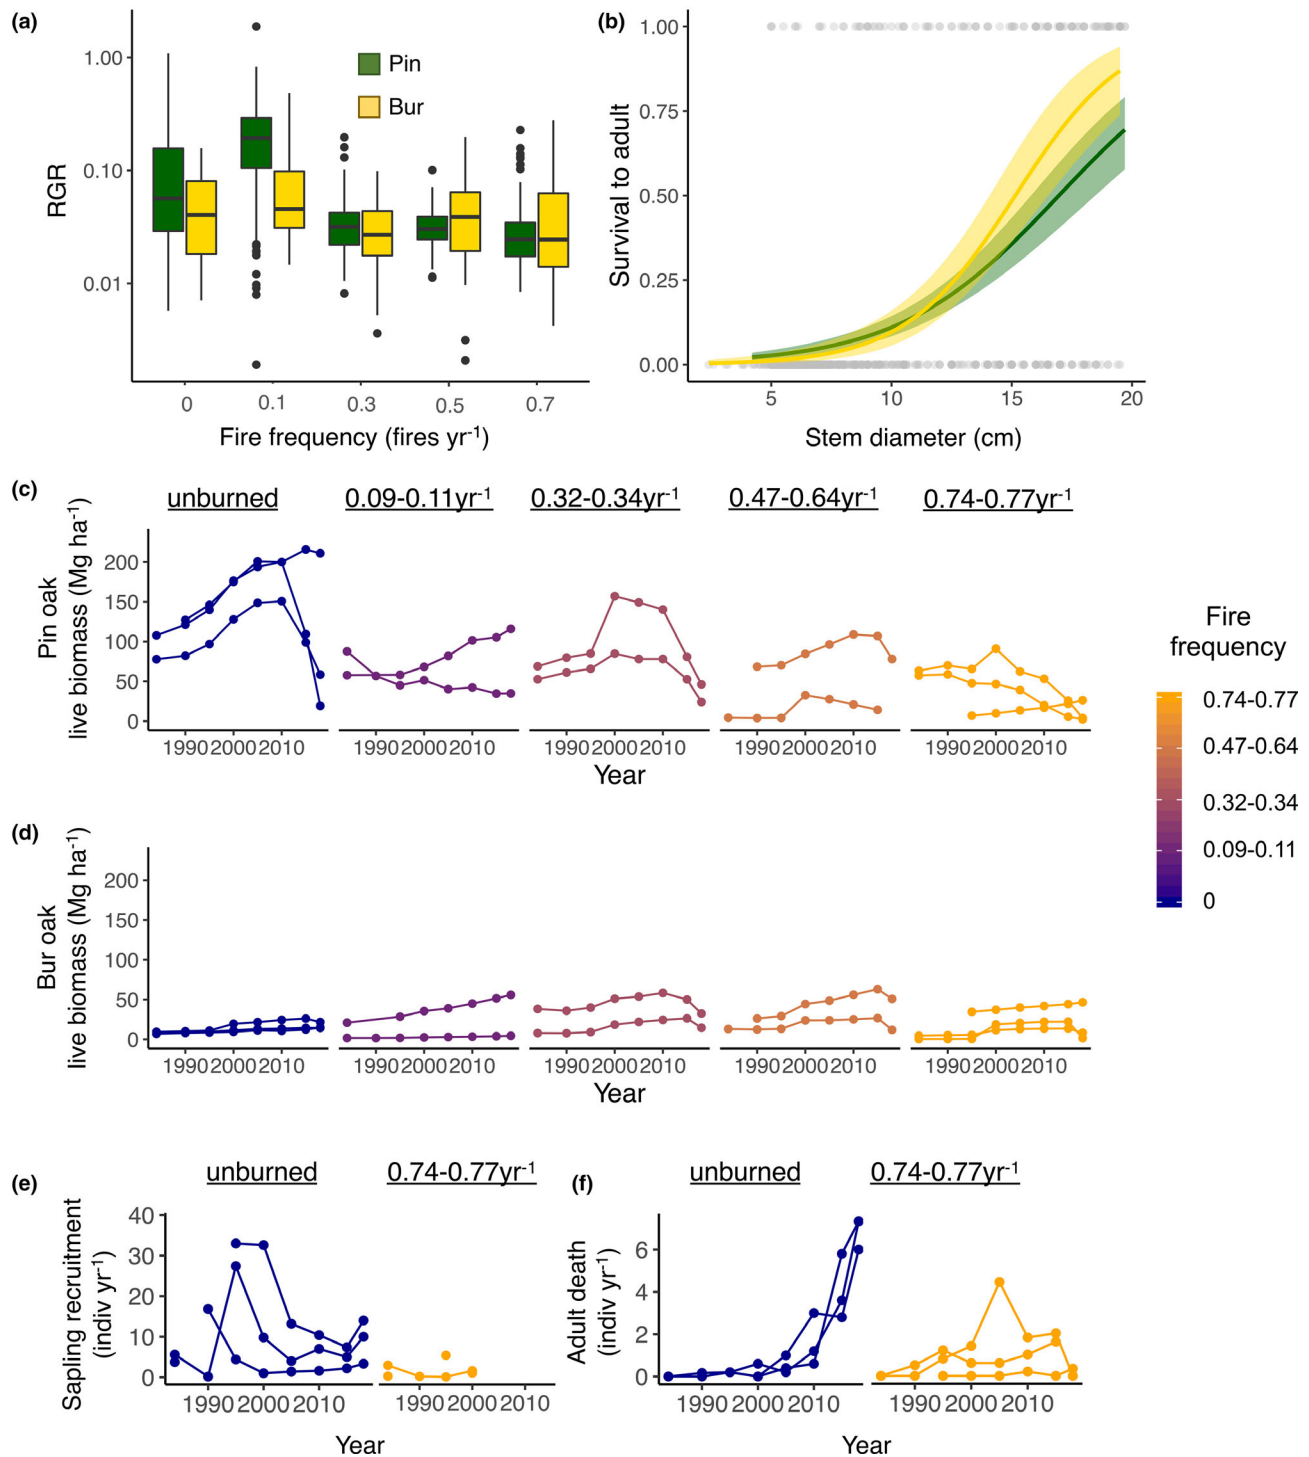 (a)
Pin
Bur
RGR
1.00
0.10
0.01
0
0.1
0.3
0.5
0.7
Fire frequency (fires yr⁻¹)
(b)
Survival to adult
1.00
0.75
0.50
0.25
0.00
5
10
15
20
Stem diameter (cm)
(c)
unburned
0.09-0.11yr⁻¹
0.32-0.34yr⁻¹
0.47-0.64yr⁻¹
0.74-0.77yr⁻¹
Pin oak
live biomass (Mg ha⁻¹)
200
150
100
50
0
1990 2000 2010
1990 2000 2010
1990 2000 2010
1990 2000 2010
1990 2000 2010
Year
Fire
frequency
0.74-0.77
0.47-0.64
0.32-0.34
0.09-0.11
0
(d)
Bur oak
live biomass (Mg ha⁻¹)
200
150
100
50
0
1990 2000 2010
1990 2000 2010
1990 2000 2010
1990 2000 2010
1990 2000 2010
Year
(e)
unburned
0.74-0.77yr⁻¹
Sapling recruitment
(indiv yr⁻¹)
40
30
20
10
0
1990 2000 2010
1990 2000 2010
Year
(f)
unburned
0.74-0.77yr⁻¹
Adult death
(indiv yr⁻¹)
6
4
2
0
1990 2000 2010
1990 2000 2010
Year